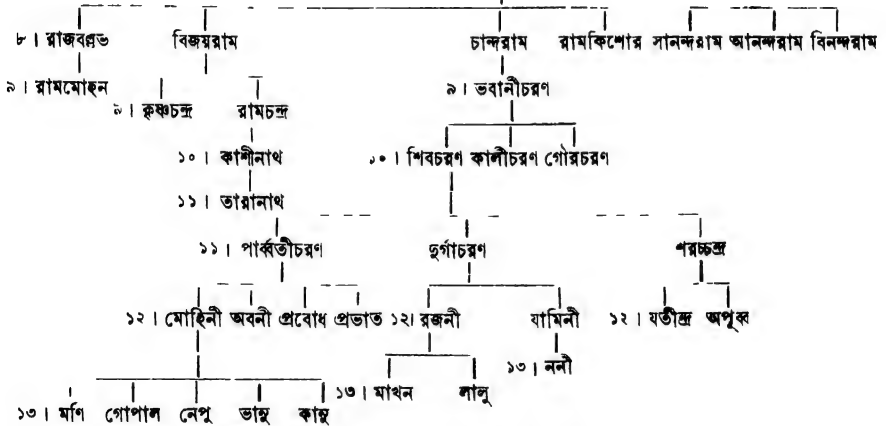 ৮। রাজবল্লভ বিজয়রাম চান্দরাম রামকিশোর সানন্দরাম আনন্দরাম বিনন্দরাম
৯। রামমোহন ৯। ভবানীচরণ
৯। কৃষ্ণচন্দ্র রামচন্দ্র
১০। কাশীনাথ ১০। শিবচরণ কালীচরণ গৌরচরণ
১১। তারানাথ
১১। পার্ব্বতীচরণ দুর্গাচরণ শরচ্চন্দ্র
১২। মোহিনী অবনী প্রবোধ প্রভাত ১২। রজনী যামিনী ১২। যতীন্দ্র অপূর্ব্ব
১৩। ননী
১৩। মাখন লালু
১৩। মণি গোপাল নেপু ভানু কানু